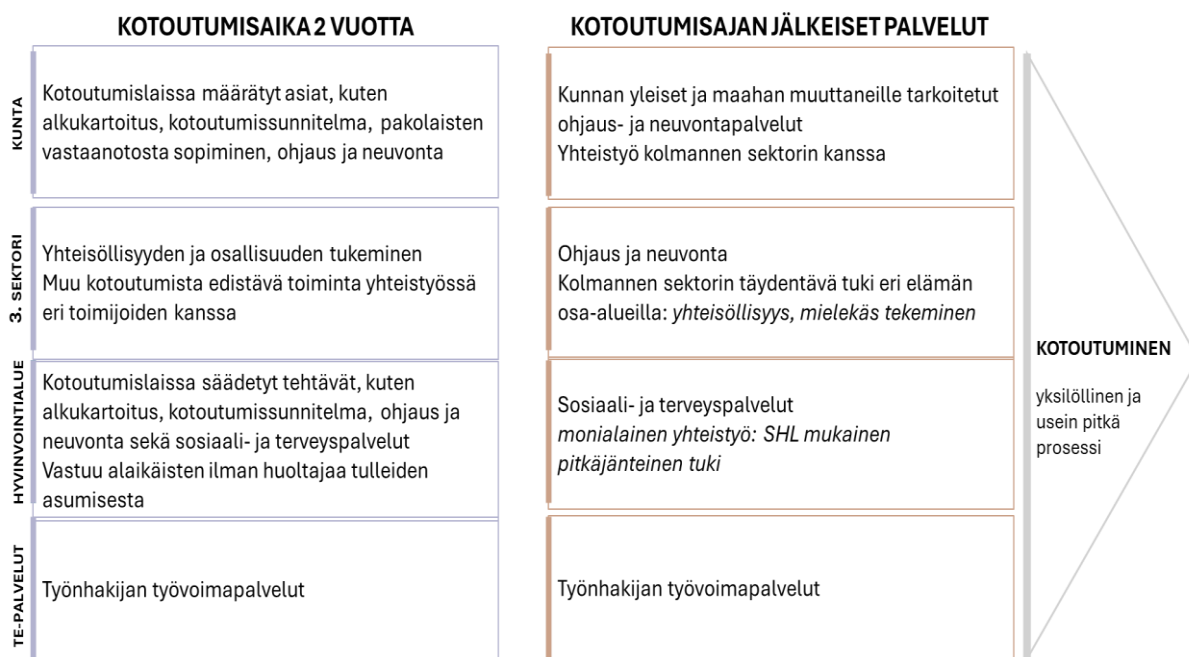 KOTOUTUMISAIKA 2 VUOTTA
KOTOUTUMISAJAN JÄLKEISET PALVELUT
KUNTA
Kotoutumislaissa määrätyt asiat, kuten
alkukartoitus, kotoutumissunnitelma, pakolaisten
vastaanotosta sopiminen, ohjaus ja neuvonta
Kunnan yleiset ja maahan muuttaneille tarkoitetut
ohjaus- ja neuvontapalvelut
Yhteistyö kolmannen sektorin kanssa
3. SEKTORI
Yhteisöllisyyden ja osallisuuden tukeminen
Muu kotoutumista edistävä toiminta yhteistyössä
eri toimijoiden kanssa
Ohjaus ja neuvonta
Kolmannen sektorin täydentävä tuki eri elämän
osa-alueilla: yhteisöllisyys, mielekäs tekeminen
HYVINVOINTIALUE
Kotoutumislaissa säädetyt tehtävät, kuten
alkukartoitus, kotoutumissunnitelma, ohjaus ja
neuvonta sekä sosiaali- ja terveyspalvelut
Vastuu alaikäisten ilman huoltajaa tulleiden
asumisesta
Sosiaali- ja terveyspalvelut
monialainen yhteistyö: SHL mukainen
pitkäjänteinen tuki
TE-PALVELUT
Työnhakijan työvoimapalvelut
Työnhakijan työvoimapalvelut
KOTOUTUMINEN
yksilöllinen ja
usein pitkä
prosessi